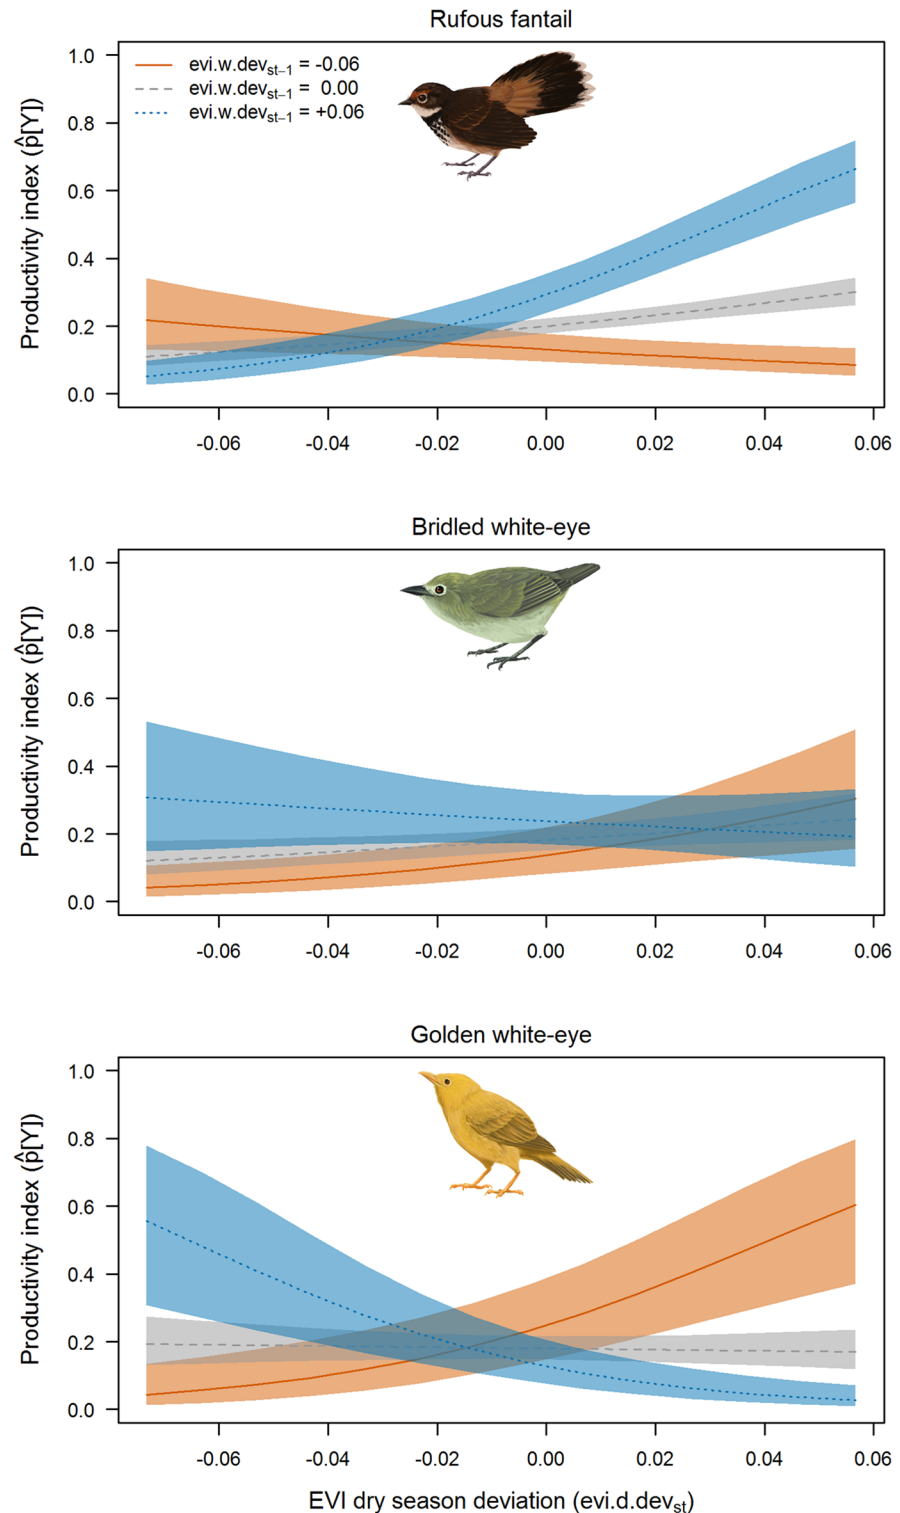 Rufous fantail
evi.w.dev_st−1 = -0.06
evi.w.dev_st−1 = 0.00
evi.w.dev_st−1 = +0.06
Productivity index (p̂[Y])
1.0
0.8
0.6
0.4
0.2
0.0
-0.06 -0.04 -0.02 0.00 0.02 0.04 0.06
Bridled white-eye
Productivity index (p̂[Y])
1.0
0.8
0.6
0.4
0.2
0.0
-0.06 -0.04 -0.02 0.00 0.02 0.04 0.06
Golden white-eye
Productivity index (p̂[Y])
1.0
0.8
0.6
0.4
0.2
0.0
-0.06 -0.04 -0.02 0.00 0.02 0.04 0.06
EVI dry season deviation (evi.d.dev_st)